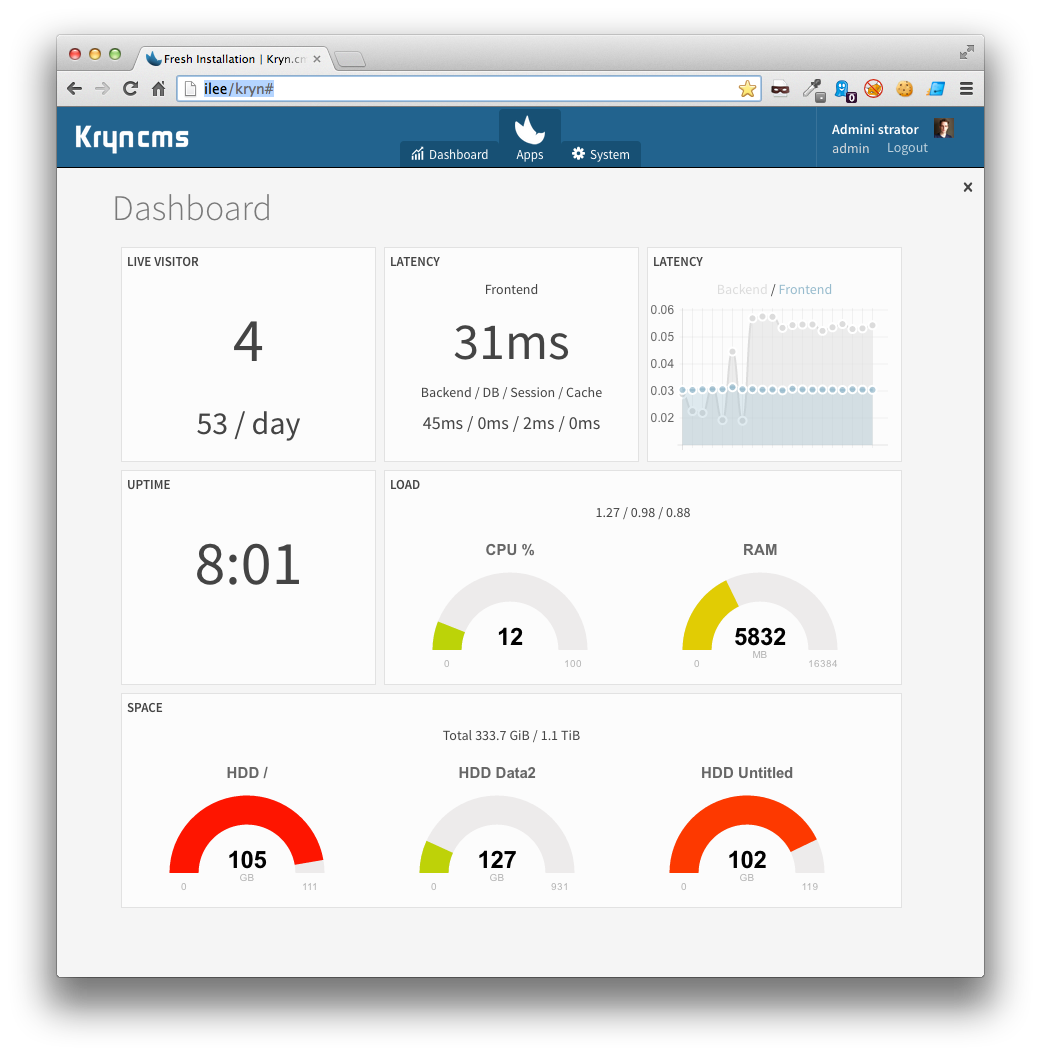 Fresh Installation | Kryn.cn
ilee/kryn#
0
Kryncms
Dashboard
Apps
System
Admini strator
admin Logout
Dashboard
LIVE VISITOR
4
53 / day
LATENCY
Frontend
31ms
Backend / DB / Session / Cache
45ms / 0ms / 2ms / 0ms
LATENCY
Backend / Frontend
0.06
0.05
0.04
0.03
0.02
UPTIME
8:01
LOAD
1.27 / 0.98 / 0.88
CPU %
12
0 100
RAM
5832
MB
0 16384
SPACE
Total 333.7 GiB / 1.1 TiB
HDD /
105
GB
0 111
HDD Data2
127
GB
0 931
HDD Untitled
102
GB
0 119